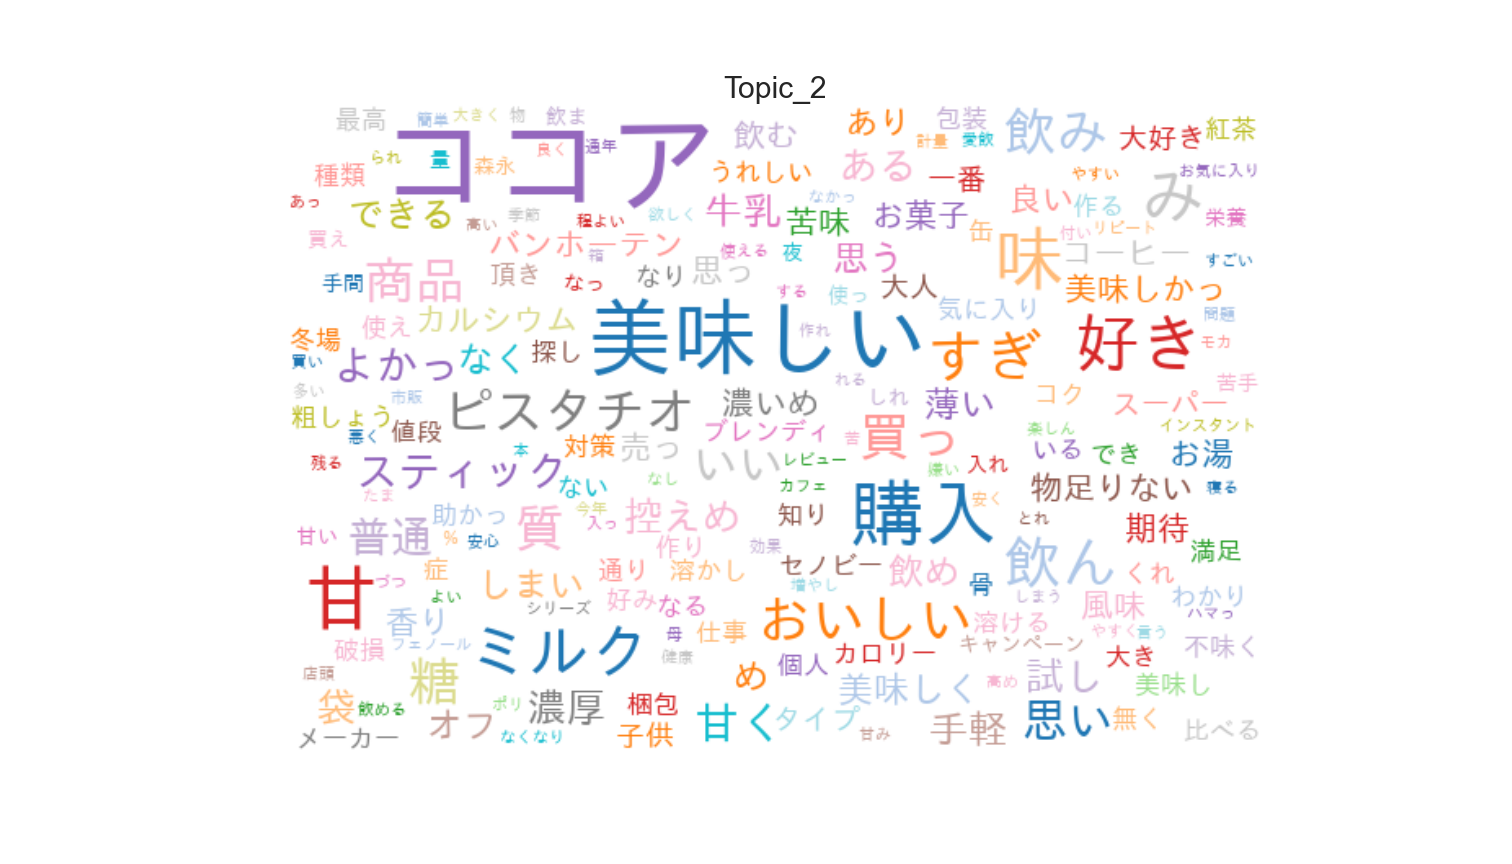 Topic_2
最高 簡単 大きく 物 飲ま ココア 飲む あり 包装 飲み 大好き 紅茶
られ 量 森永 良く 通年 計量 愛飲
種類 うれしい ある 一番 やすい お気に入り
あっ できる 高い 季節 程よい 欲しく 牛乳 なかっ 苦味 お菓子 良い 作る み 栄養
買え バンホーテン 箱 使える 夜 思う 缶 味 付い リピート コーヒー すごい
手間 商品 頂き なっ なり 思っ する 使っ 大人 美味しかっ
冬場 使え カルシウム 美味しい 作れ 気に入り すぎ 好き 問題
買い よかっ なく 探し モカ
多い 市販 ピスタチオ 濃いめ れる しれ 薄い コク スーパー 苦手
粗しょう 悪く 値段 本 対策 売っ ブレンディ 苦 買っ 楽しん インスタント
残る スティック ない いい レビュー 嫌い 入れ いる でき お湯
たま なし カフェ 購入 安く 物足りない 寝る
甘い 普通 助かっ % 安心 質 今年 入っ 控えめ 知り とれ 期待
作り 効果 満足
甘 づつ 症 しまい 通り 溶かし セノビー 飲め 骨 飲ん くれ
よい シリーズ 好み なる 増やし おいしい しまう 風味 わかり
香り 母 仕事 溶ける やすく 言う ハマっ
破損 フェノール ミルク 健康 個人 カロリー キャンペーン 大き 不味く
店頭 糖 め 美味しく 高め 試し 美味し
袋 飲める ポリ 濃厚 梱包 甘く タイプ 手軽 思い 無く
メーカー オフ なくなり 子供 甘み 比べる